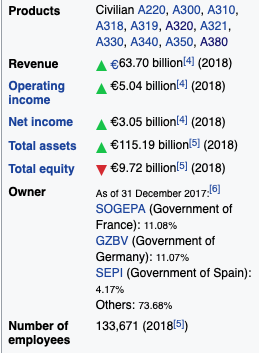 Products Civilian A220, A300, A310,
A318, A319, A320, A321,
A330, A340, A350, A380
Revenue ▲ €63.70 billion[4] (2018)
Operating income ▲ €5.04 billion[4] (2018)
Net income ▲ €3.05 billion[4] (2018)
Total assets ▲ €115.19 billion[5] (2018)
Total equity ▼ €9.72 billion[5] (2018)
Owner As of 31 December 2017:[6]
SOGEPA (Government of
France): 11.08%
GZBV (Government of
Germany): 11.07%
SEPI (Government of Spain):
4.17%
Others: 73.68%
Number of employees 133,671 (2018[5])